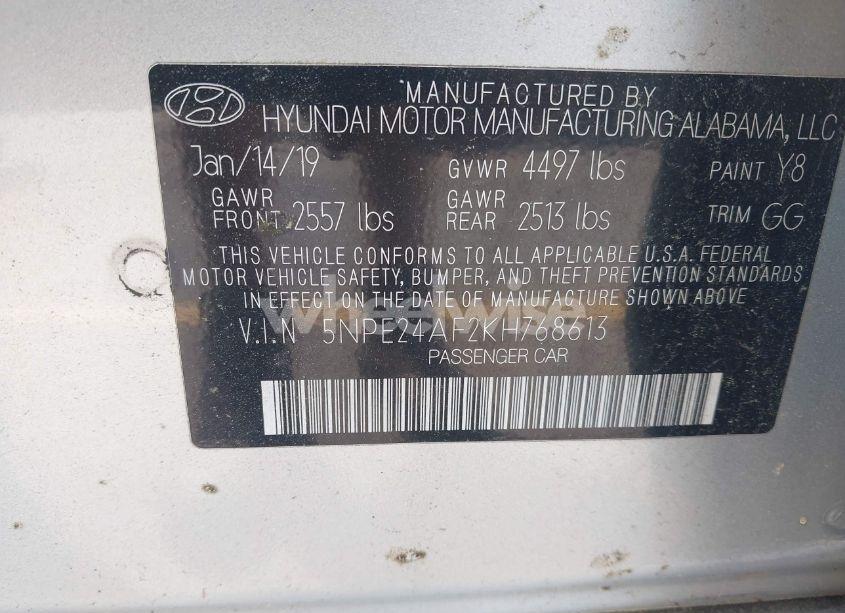 MANUFACTURED BY
HYUNDAI MOTOR MANUFACTURING ALABAMA, LLC
Jan/14/19 GVWR 4497 lbs PAINT Y8
GAWR FRONT 2557 lbs GAWR REAR 2513 lbs TRIM GG
THIS VEHICLE CONFORMS TO ALL APPLICABLE U.S.A. FEDERAL
MOTOR VEHICLE SAFETY, BUMPER, AND THEFT PREVENTION STANDARDS
IN EFFECT ON THE DATE OF MANUFACTURE SHOWN ABOVE
wheelwise
V.I.N 5NPE24AF2KH768613
PASSENGER CAR